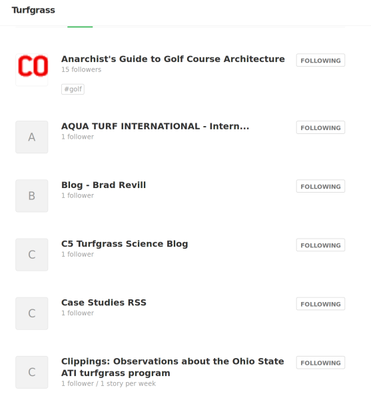 Turfgrass
CO
Anarchist's Guide to Golf Course Architecture
FOLLOWING
15 followers
#golf
A
AQUA TURF INTERNATIONAL - Intern...
FOLLOWING
1 follower
B
Blog - Brad Revill
FOLLOWING
1 follower
C
C5 Turfgrass Science Blog
FOLLOWING
1 follower
C
Case Studies RSS
FOLLOWING
1 follower
C
Clippings: Observations about the Ohio State
ATI turfgrass program
FOLLOWING
1 follower / 1 story per week